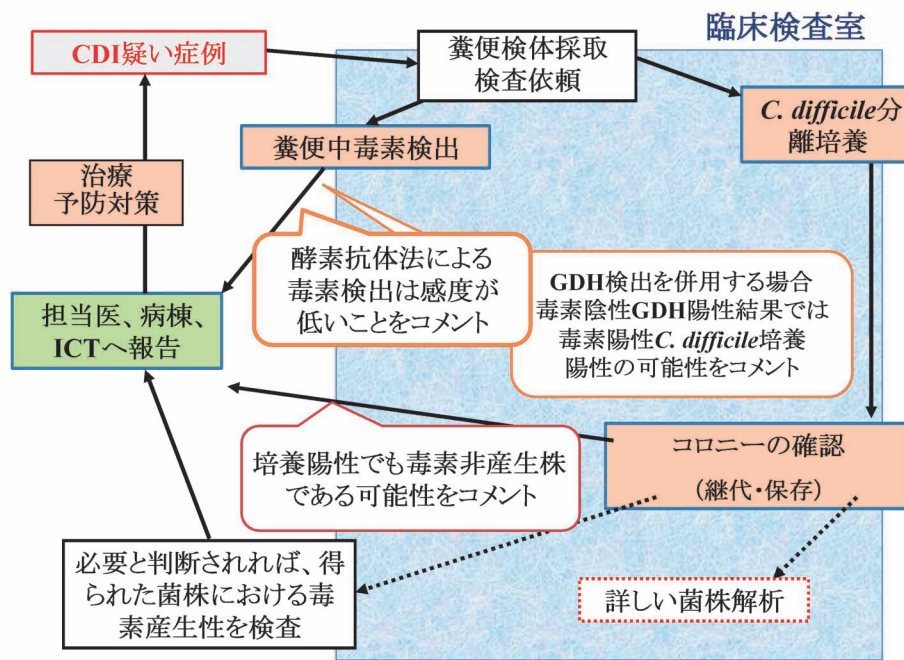 臨床検査室
CDI疑い症例
糞便検体採取
検査依頼
C. difficile分
離培養
糞便中毒素検出
治療
予防対策
酵素抗体法による
毒素検出は感度が
低いことをコメント
GDH検出を併用する場合
毒素陰性GDH陽性結果では
毒素陽性C. difficile培養
陽性の可能性をコメント
担当医、病棟、
ICTへ報告
培養陽性でも毒素非産生株
である可能性をコメント
コロニーの確認
（継代・保存）
必要と判断されれば、得
られた菌株における毒
素産生性を検査
詳しい菌株解析